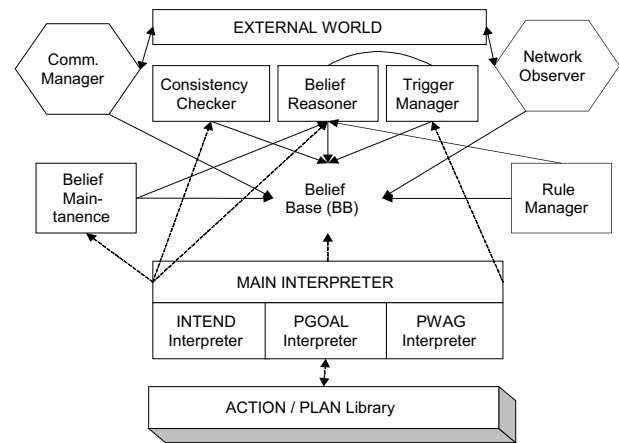 EXTERNAL WORLD
Comm.
Manager
Network
Observer
Consistency
Checker
Belief
Reasoner
Trigger
Manager
Belief
Main-
tanence
Belief
Base (BB)
Rule
Manager
MAIN INTERPRETER
INTEND
Interpreter
PGOAL
Interpreter
PWAG
Interpreter
ACTION / PLAN Library